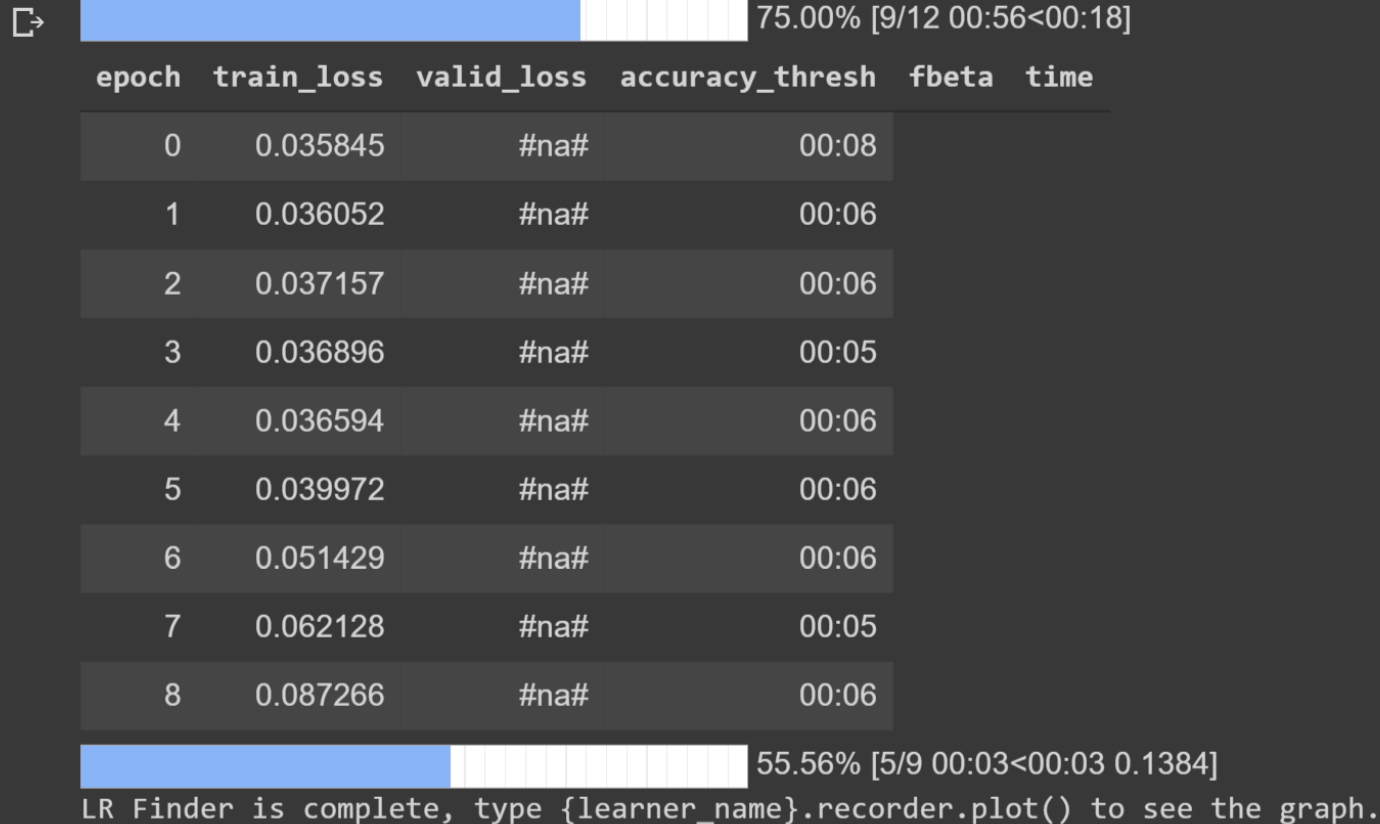 75.00% [9/12 00:56<00:18]
epoch train_loss valid_loss accuracy_thresh fbeta time
0 0.035845 #na# 00:08
1 0.036052 #na# 00:06
2 0.037157 #na# 00:06
3 0.036896 #na# 00:05
4 0.036594 #na# 00:06
5 0.039972 #na# 00:06
6 0.051429 #na# 00:06
7 0.062128 #na# 00:05
8 0.087266 #na# 00:06
55.56% [5/9 00:03<00:03 0.1384]
LR Finder is complete, type {learner_name}.recorder.plot() to see the graph.